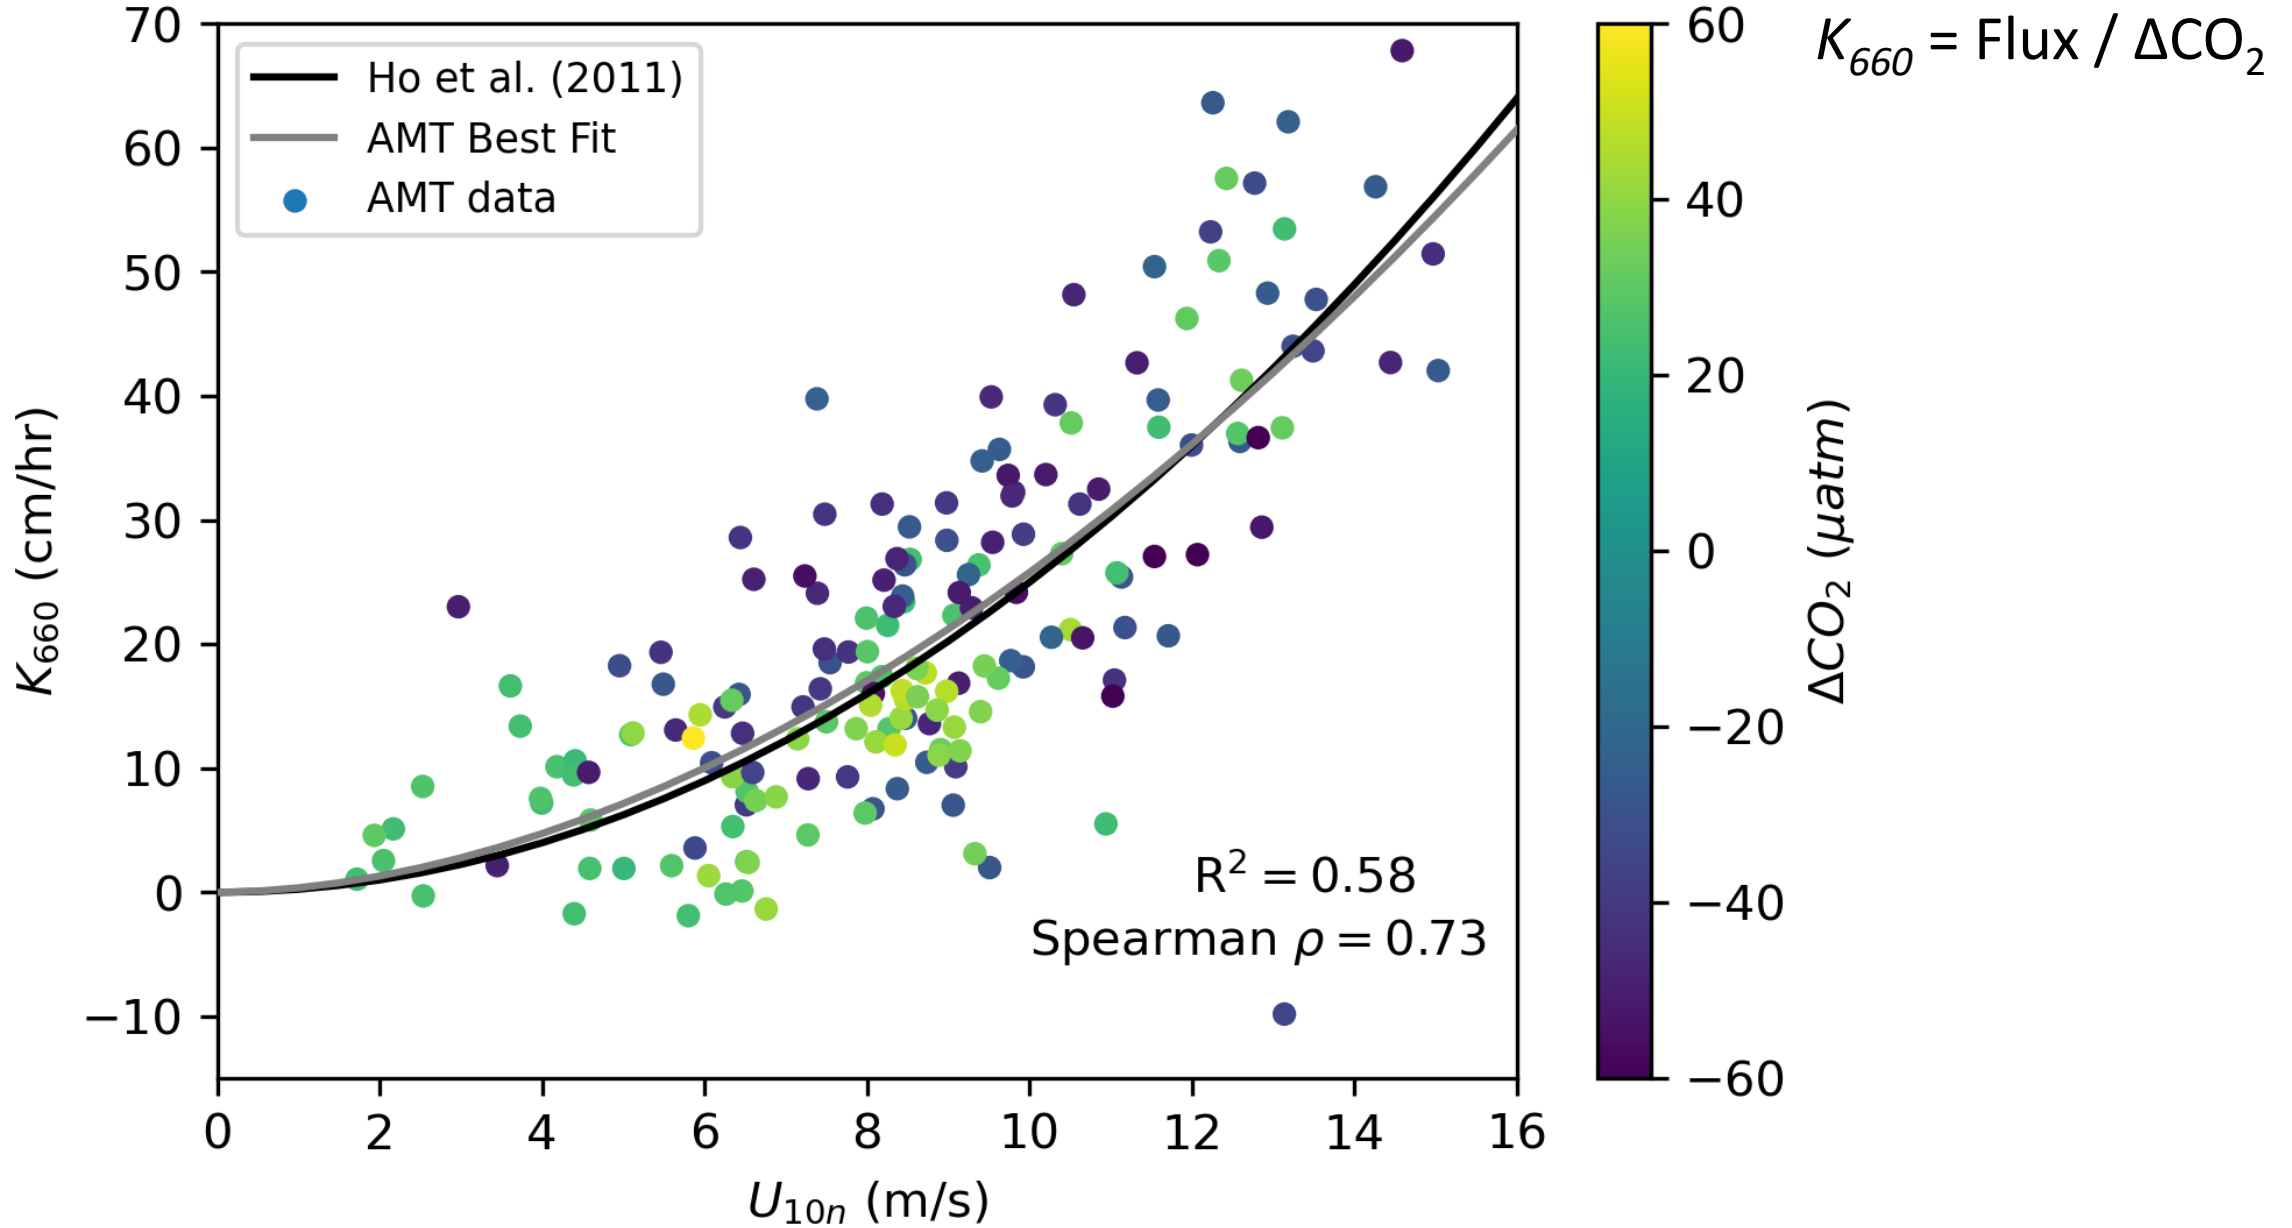 K660 = Flux / ΔCO2
Ho et al. (2011)
AMT Best Fit
AMT data
70
60
50
40
30
20
10
0
−10
K660 (cm/hr)
0 2 4 6 8 10 12 14 16
U10n (m/s)
R² = 0.58
Spearman ρ = 0.73
60
40
20
0
−20
−40
−60
ΔCO2 (μatm)